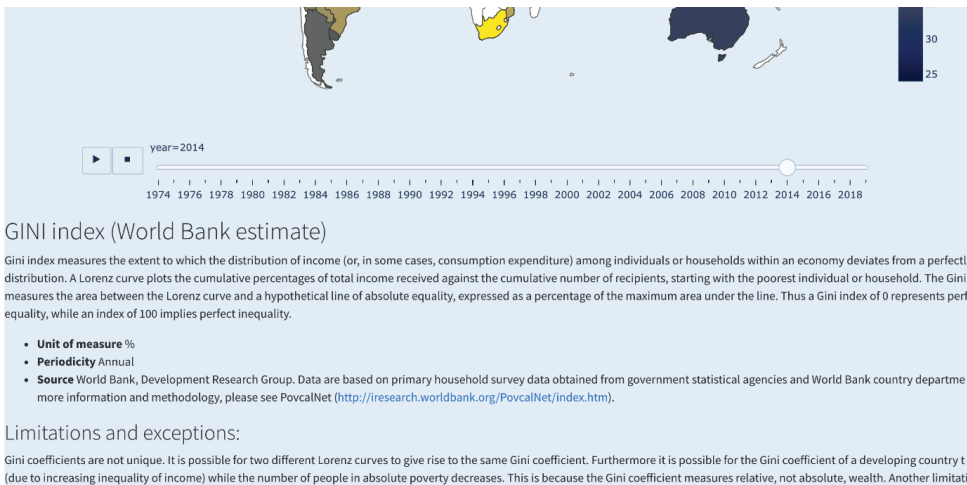 30
25
year=2014
1974 1976 1978 1980 1982 1984 1986 1988 1990 1992 1994 1996 1998 2000 2002 2004 2006 2008 2010 2012 2014 2016 2018
GINI index (World Bank estimate)
Gini index measures the extent to which the distribution of income (or, in some cases, consumption expenditure) among individuals or households within an economy deviates from a perfectl
distribution. A Lorenz curve plots the cumulative percentages of total income received against the cumulative number of recipients, starting with the poorest individual or household. The Gini
measures the area between the Lorenz curve and a hypothetical line of absolute equality, expressed as a percentage of the maximum area under the line. Thus a Gini index of 0 represents perf
equality, while an index of 100 implies perfect inequality.
• Unit of measure %
• Periodicity Annual
• Source World Bank, Development Research Group. Data are based on primary household survey data obtained from government statistical agencies and World Bank country departme
more information and methodology, please see PovcalNet (http://iresearch.worldbank.org/PovcalNet/index.htm).
Limitations and exceptions:
Gini coefficients are not unique. It is possible for two different Lorenz curves to give rise to the same Gini coefficient. Furthermore it is possible for the Gini coefficient of a developing country t
(due to increasing inequality of income) while the number of people in absolute poverty decreases. This is because the Gini coefficient measures relative, not absolute, wealth. Another limitati